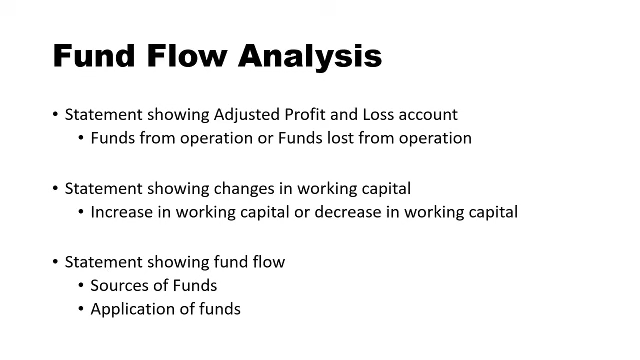 Fund Flow Analysis
• Statement showing Adjusted Profit and Loss account
• Funds from operation or Funds lost from operation
• Statement showing changes in working capital
• Increase in working capital or decrease in working capital
• Statement showing fund flow
• Sources of Funds
• Application of funds